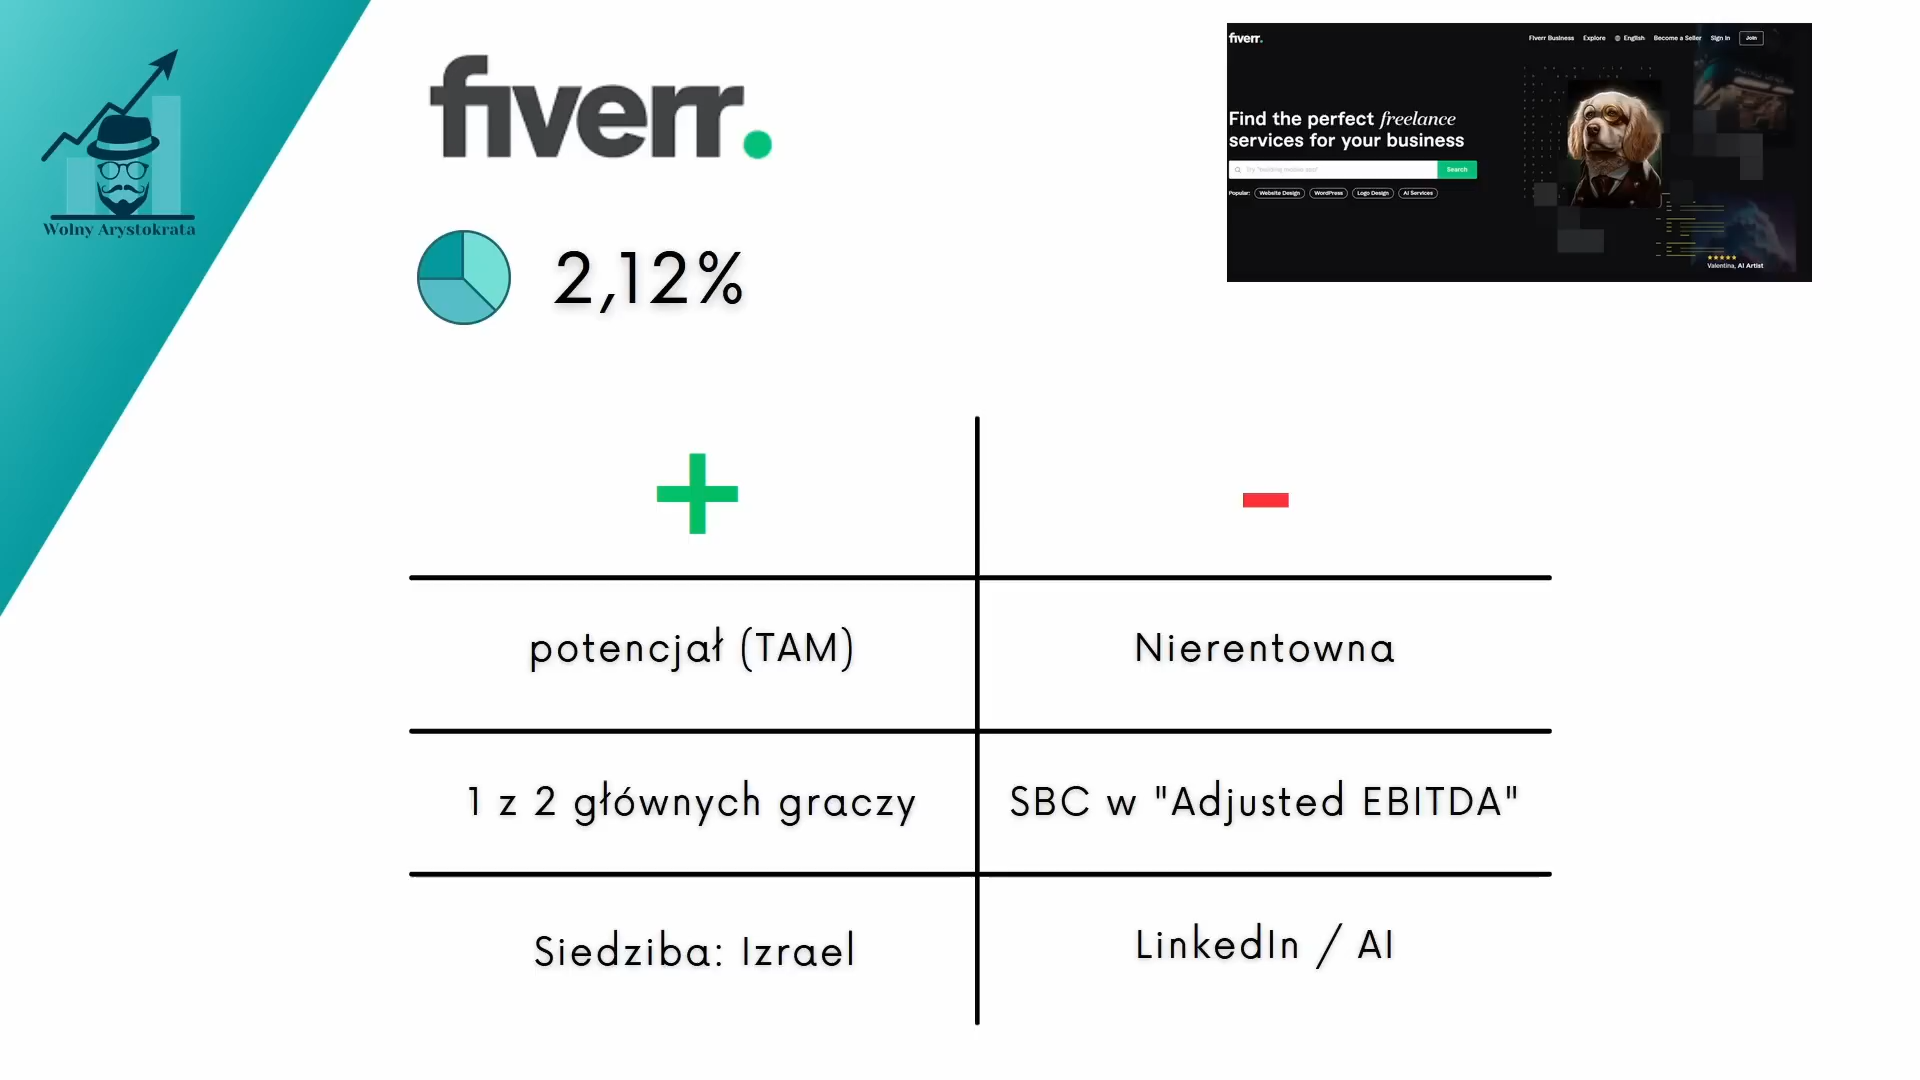 Wolny Arystokrata
fiverr.
2,12%
fiverr.
Fiverr Business Explore English Become a Seller Sign in Join
Find the perfect freelance
services for your business
Search
Popular: Website Design WordPress Logo Design AI Services
Valentina, AI Artist
+
-
potencjał (TAM)
Nierentowna
1 z 2 głównych graczy
SBC w "Adjusted EBITDA"
Siedziba: Izrael
LinkedIn / AI